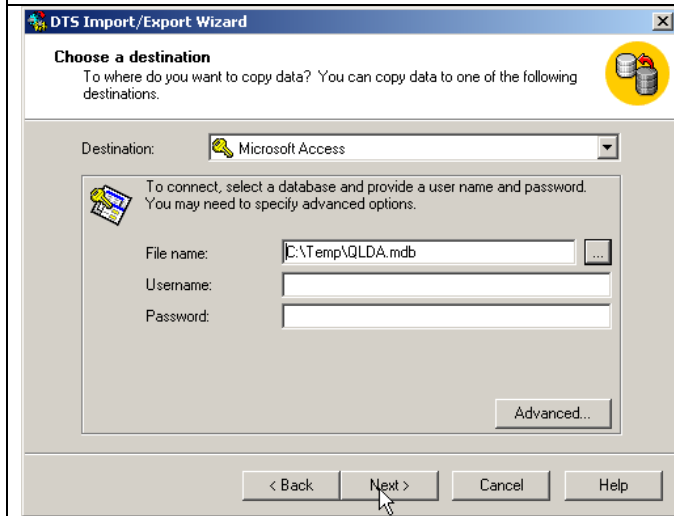 DTS Import/Export Wizard
Choose a destination
To where do you want to copy data? You can copy data to one of the following
destinations.
Destination: Microsoft Access
To connect, select a database and provide a user name and password.
You may need to specify advanced options.
File name: C:\Temp\QLDA.mdb ...
Username:
Password:
Advanced...
< Back Next > Cancel Help